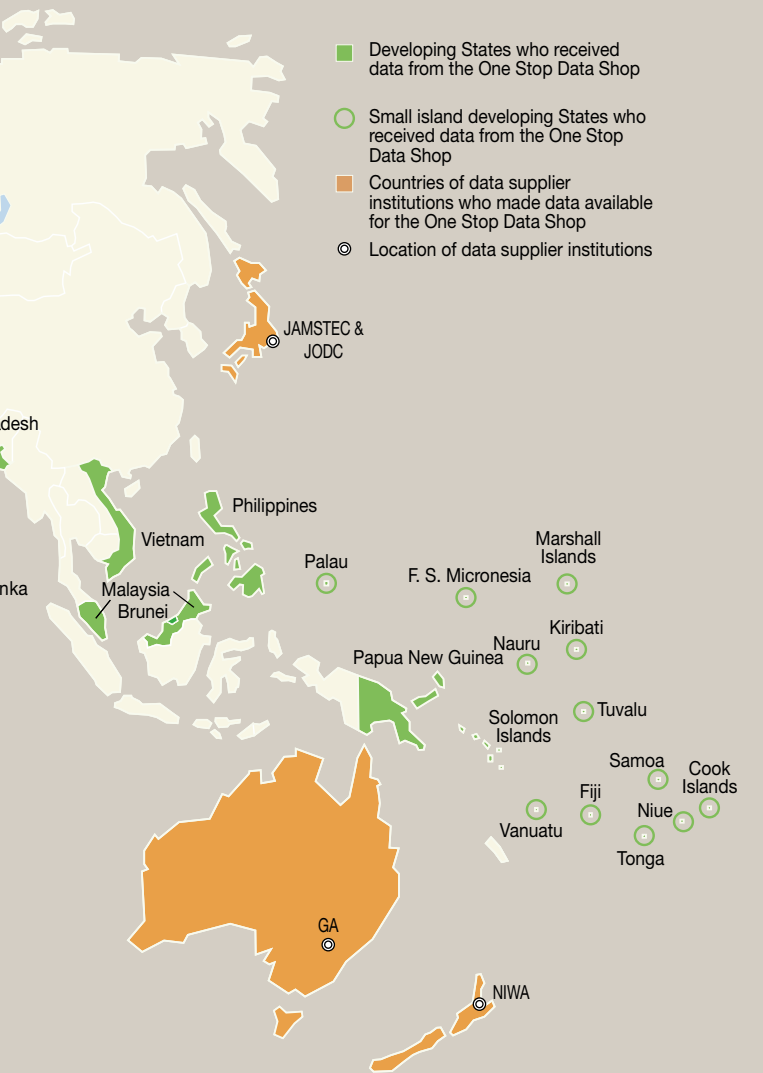 Developing States who received
data from the One Stop Data Shop
Small island developing States who
received data from the One Stop
Data Shop
Countries of data supplier
institutions who made data available
for the One Stop Data Shop
Location of data supplier institutions
JAMSTEC &
JODC
desh
Philippines
Vietnam
Marshall
Islands
Palau
F. S. Micronesia
nka
Malaysia
Brunei
Kiribati
Nauru
Papua New Guinea
Tuvalu
Solomon
Islands
Samoa
Cook
Islands
Fiji
Niue
Vanuatu
Tonga
GA
NIWA